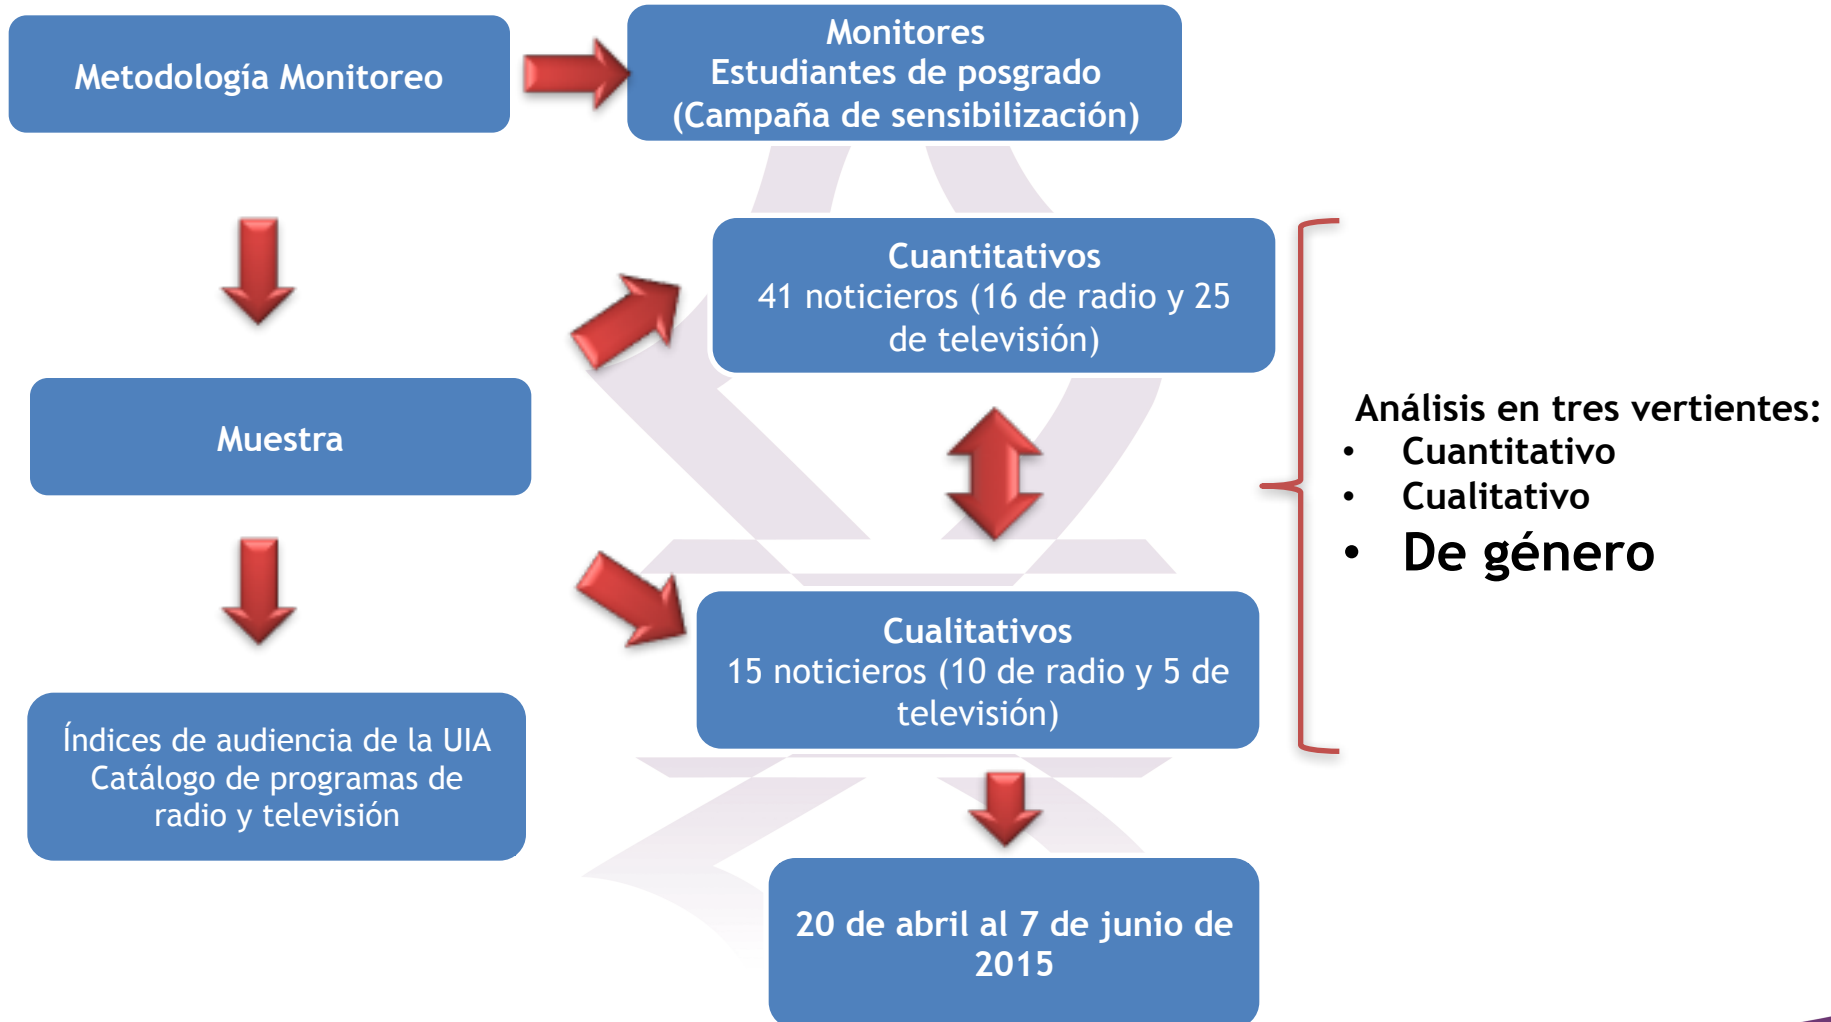 Metodología Monitoreo
Monitores
Estudiantes de posgrado
(Campaña de sensibilización)
Cuantitativos
41 noticieros (16 de radio y 25
de televisión)
Muestra
Análisis en tres vertientes:
• Cuantitativo
• Cualitativo
• De género
Cualitativos
15 noticieros (10 de radio y 5 de
televisión)
Índices de audiencia de la UIA
Catálogo de programas de
radio y televisión
20 de abril al 7 de junio de
2015